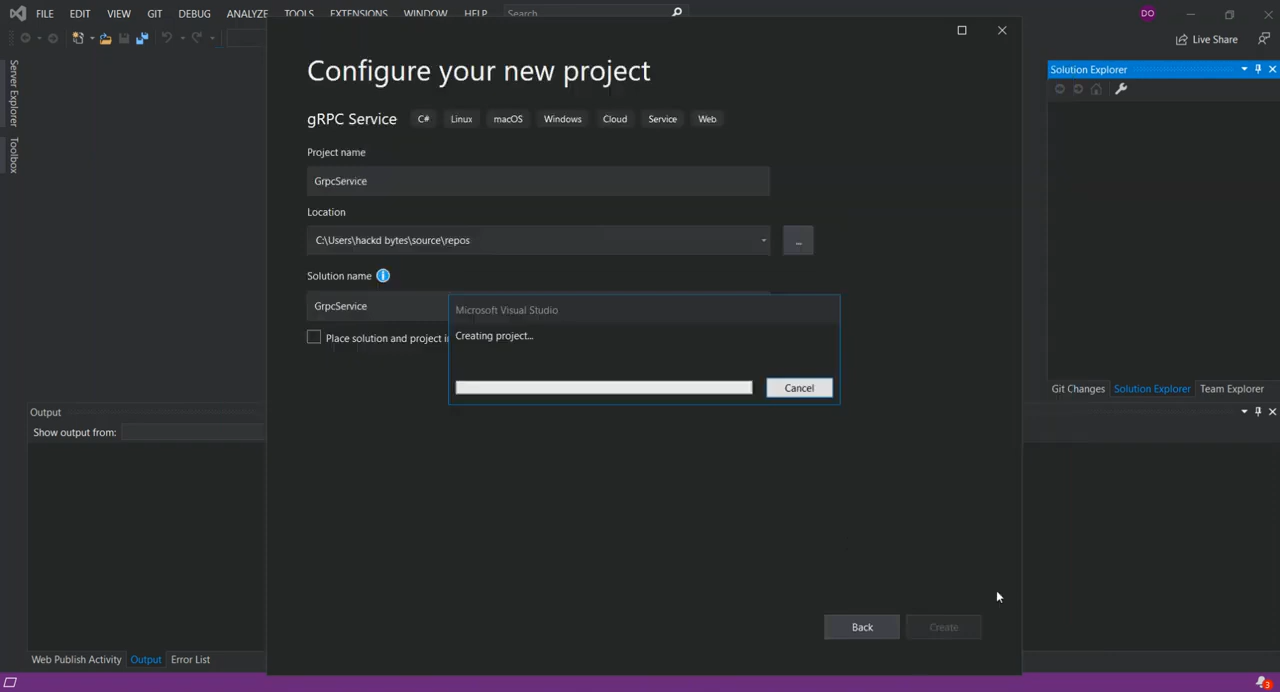 FILE EDIT VIEW GIT DEBUG ANALYZE TOOLS EXTENSIONS WINDOW HELP Search DO
Live Share
Server Explorer
Toolbox
Configure your new project
gRPC Service C# Linux macOS Windows Cloud Service Web
Project name
GrpcService
Location
C:\Users\hackd bytes\source\repos
...
Solution name
GrpcService
Place solution and project i
Microsoft Visual Studio
Creating project...
Cancel
Back Create
Solution Explorer
Git Changes Solution Explorer Team Explorer
Output
Show output from:
Web Publish Activity Output Error List
3